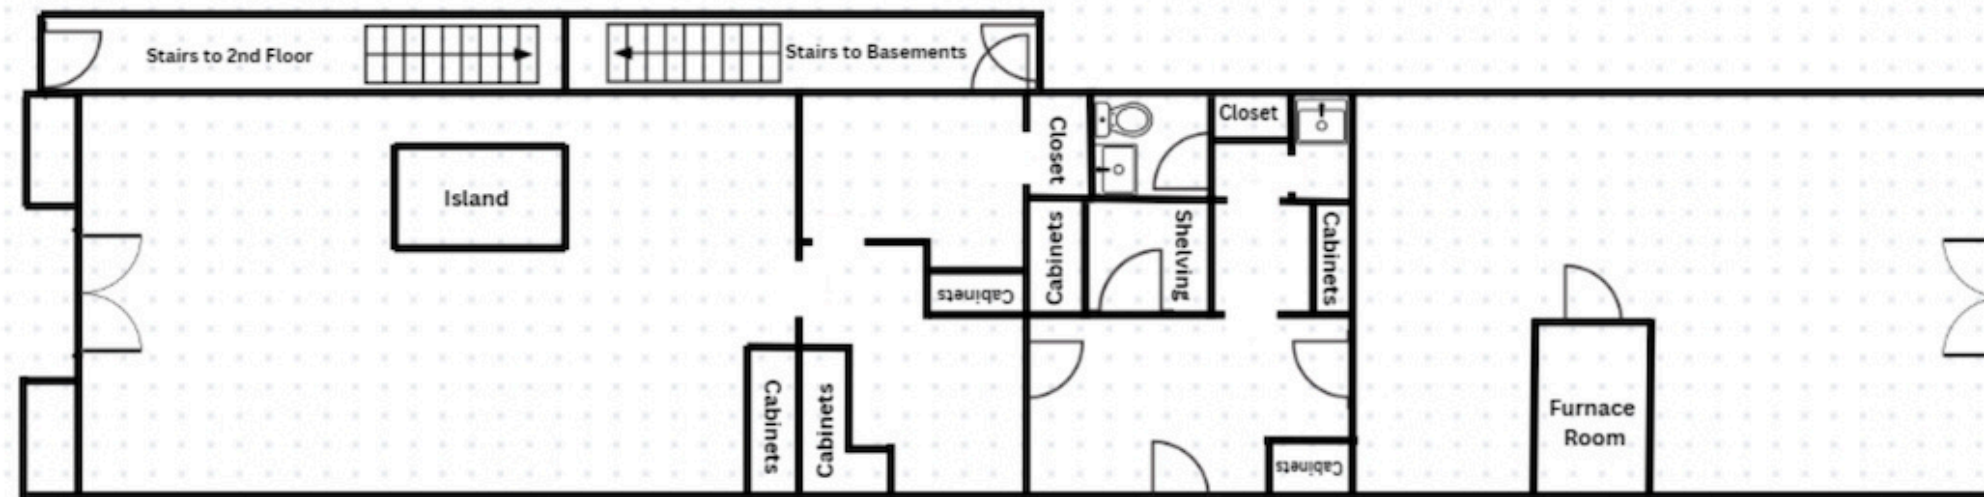 Stairs to 2nd Floor
Stairs to Basements
Closet
Closet
Island
Cabinets
Shelving
Cabinets
Cabinets
Cabinets
Cabinets
Furnace
Room
Cabinets